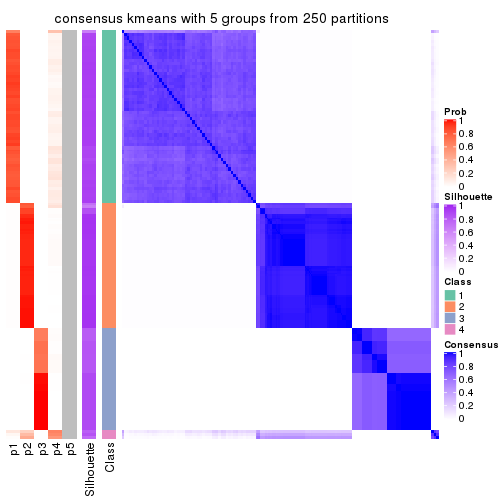 consensus kmeans with 5 groups from 250 partitions
Prob
1
0.8
0.6
0.4
0.2
0
Silhouette
1
0.8
0.6
0.4
0.2
0
Class
1
2
3
4
Consensus
1
0.8
0.6
0.4
0.2
0
p1
p2
p3
p4
p5
Silhouette
Class